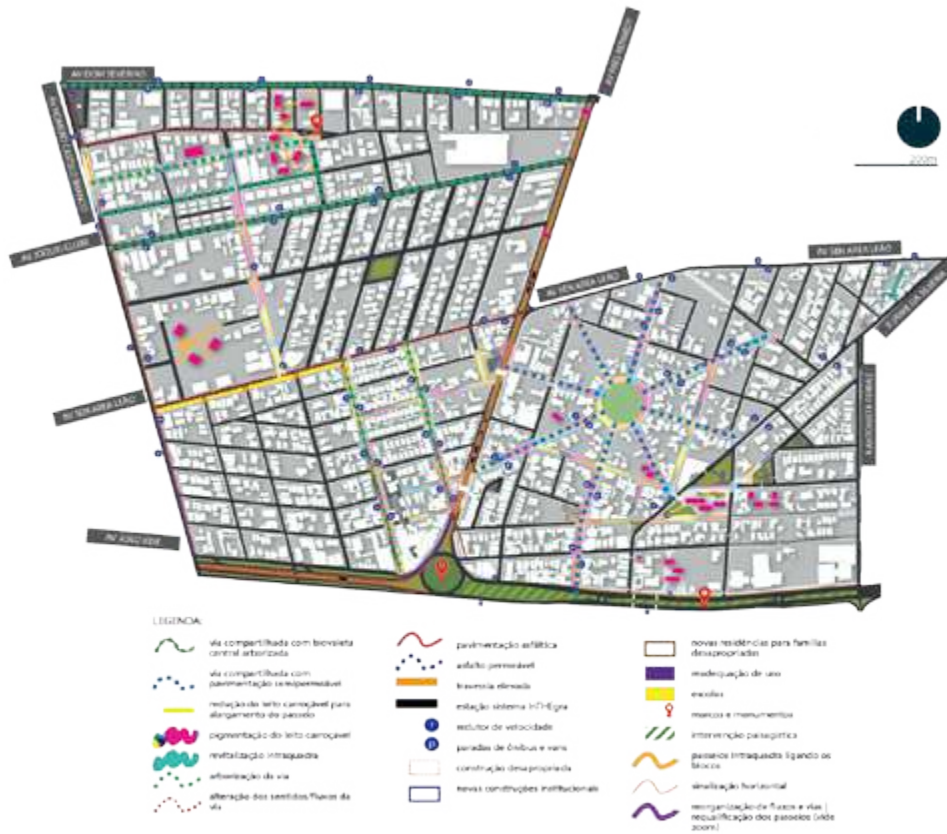 AV DOM SEVERINO
AV JOQUEI CLUBE
AV SEN AREA LEÃO
AV SEN AREA LEÃO
AV SEN AREA LEÃO
AV JOÃO XXIII
200m
LEGENDA:
via compartilhada com biovaleta
central arborizada
via compartilhada com
pavimentação semipermeável
redução do leito carroçável para
alargamento do passeio
pigmentação do leito carroçável
revitalização intraquadra
arborização da via
alteração dos sentidos/fluxos da
via
pavimentação asfáltica
asfalto permeável
travessia elevada
estação sistema InTHEgra
redutor de velocidade
paradas de ônibus e vans
construção desapropriada
novas construções institucionais
novas residências para famílias
desapropriadas
readequação de uso
escolas
marcos e monumentos
intervenção paisagística
passeios intraquadra ligando os
blocos
sinalização horizontal
reorganização de fluxos e vias |
requalificação dos passeios (vide
zoom)